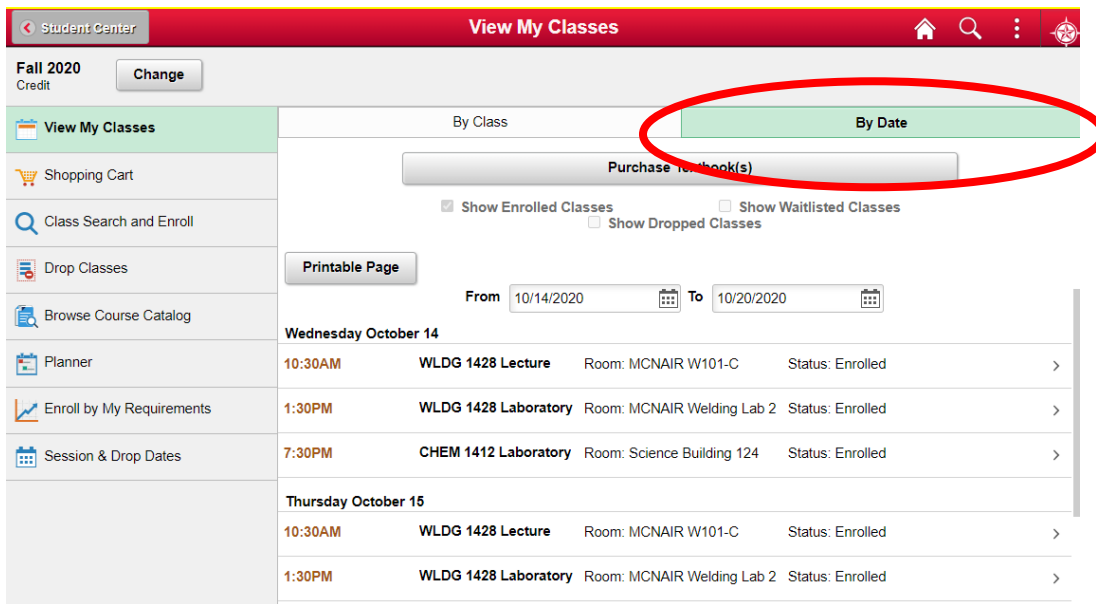 Student Center
View My Classes
Fall 2020
Credit
Change
View My Classes
Shopping Cart
Class Search and Enroll
Drop Classes
Browse Course Catalog
Planner
Enroll by My Requirements
Session & Drop Dates
By Class
By Date
Purchase Textbook(s)
Show Enrolled Classes
Show Waitlisted Classes
Show Dropped Classes
Printable Page
From 10/14/2020 To 10/20/2020
Wednesday October 14
10:30AM WLDG 1428 Lecture Room: MCNAIR W101-C Status: Enrolled
1:30PM WLDG 1428 Laboratory Room: MCNAIR Welding Lab 2 Status: Enrolled
7:30PM CHEM 1412 Laboratory Room: Science Building 124 Status: Enrolled
Thursday October 15
10:30AM WLDG 1428 Lecture Room: MCNAIR W101-C Status: Enrolled
1:30PM WLDG 1428 Laboratory Room: MCNAIR Welding Lab 2 Status: Enrolled